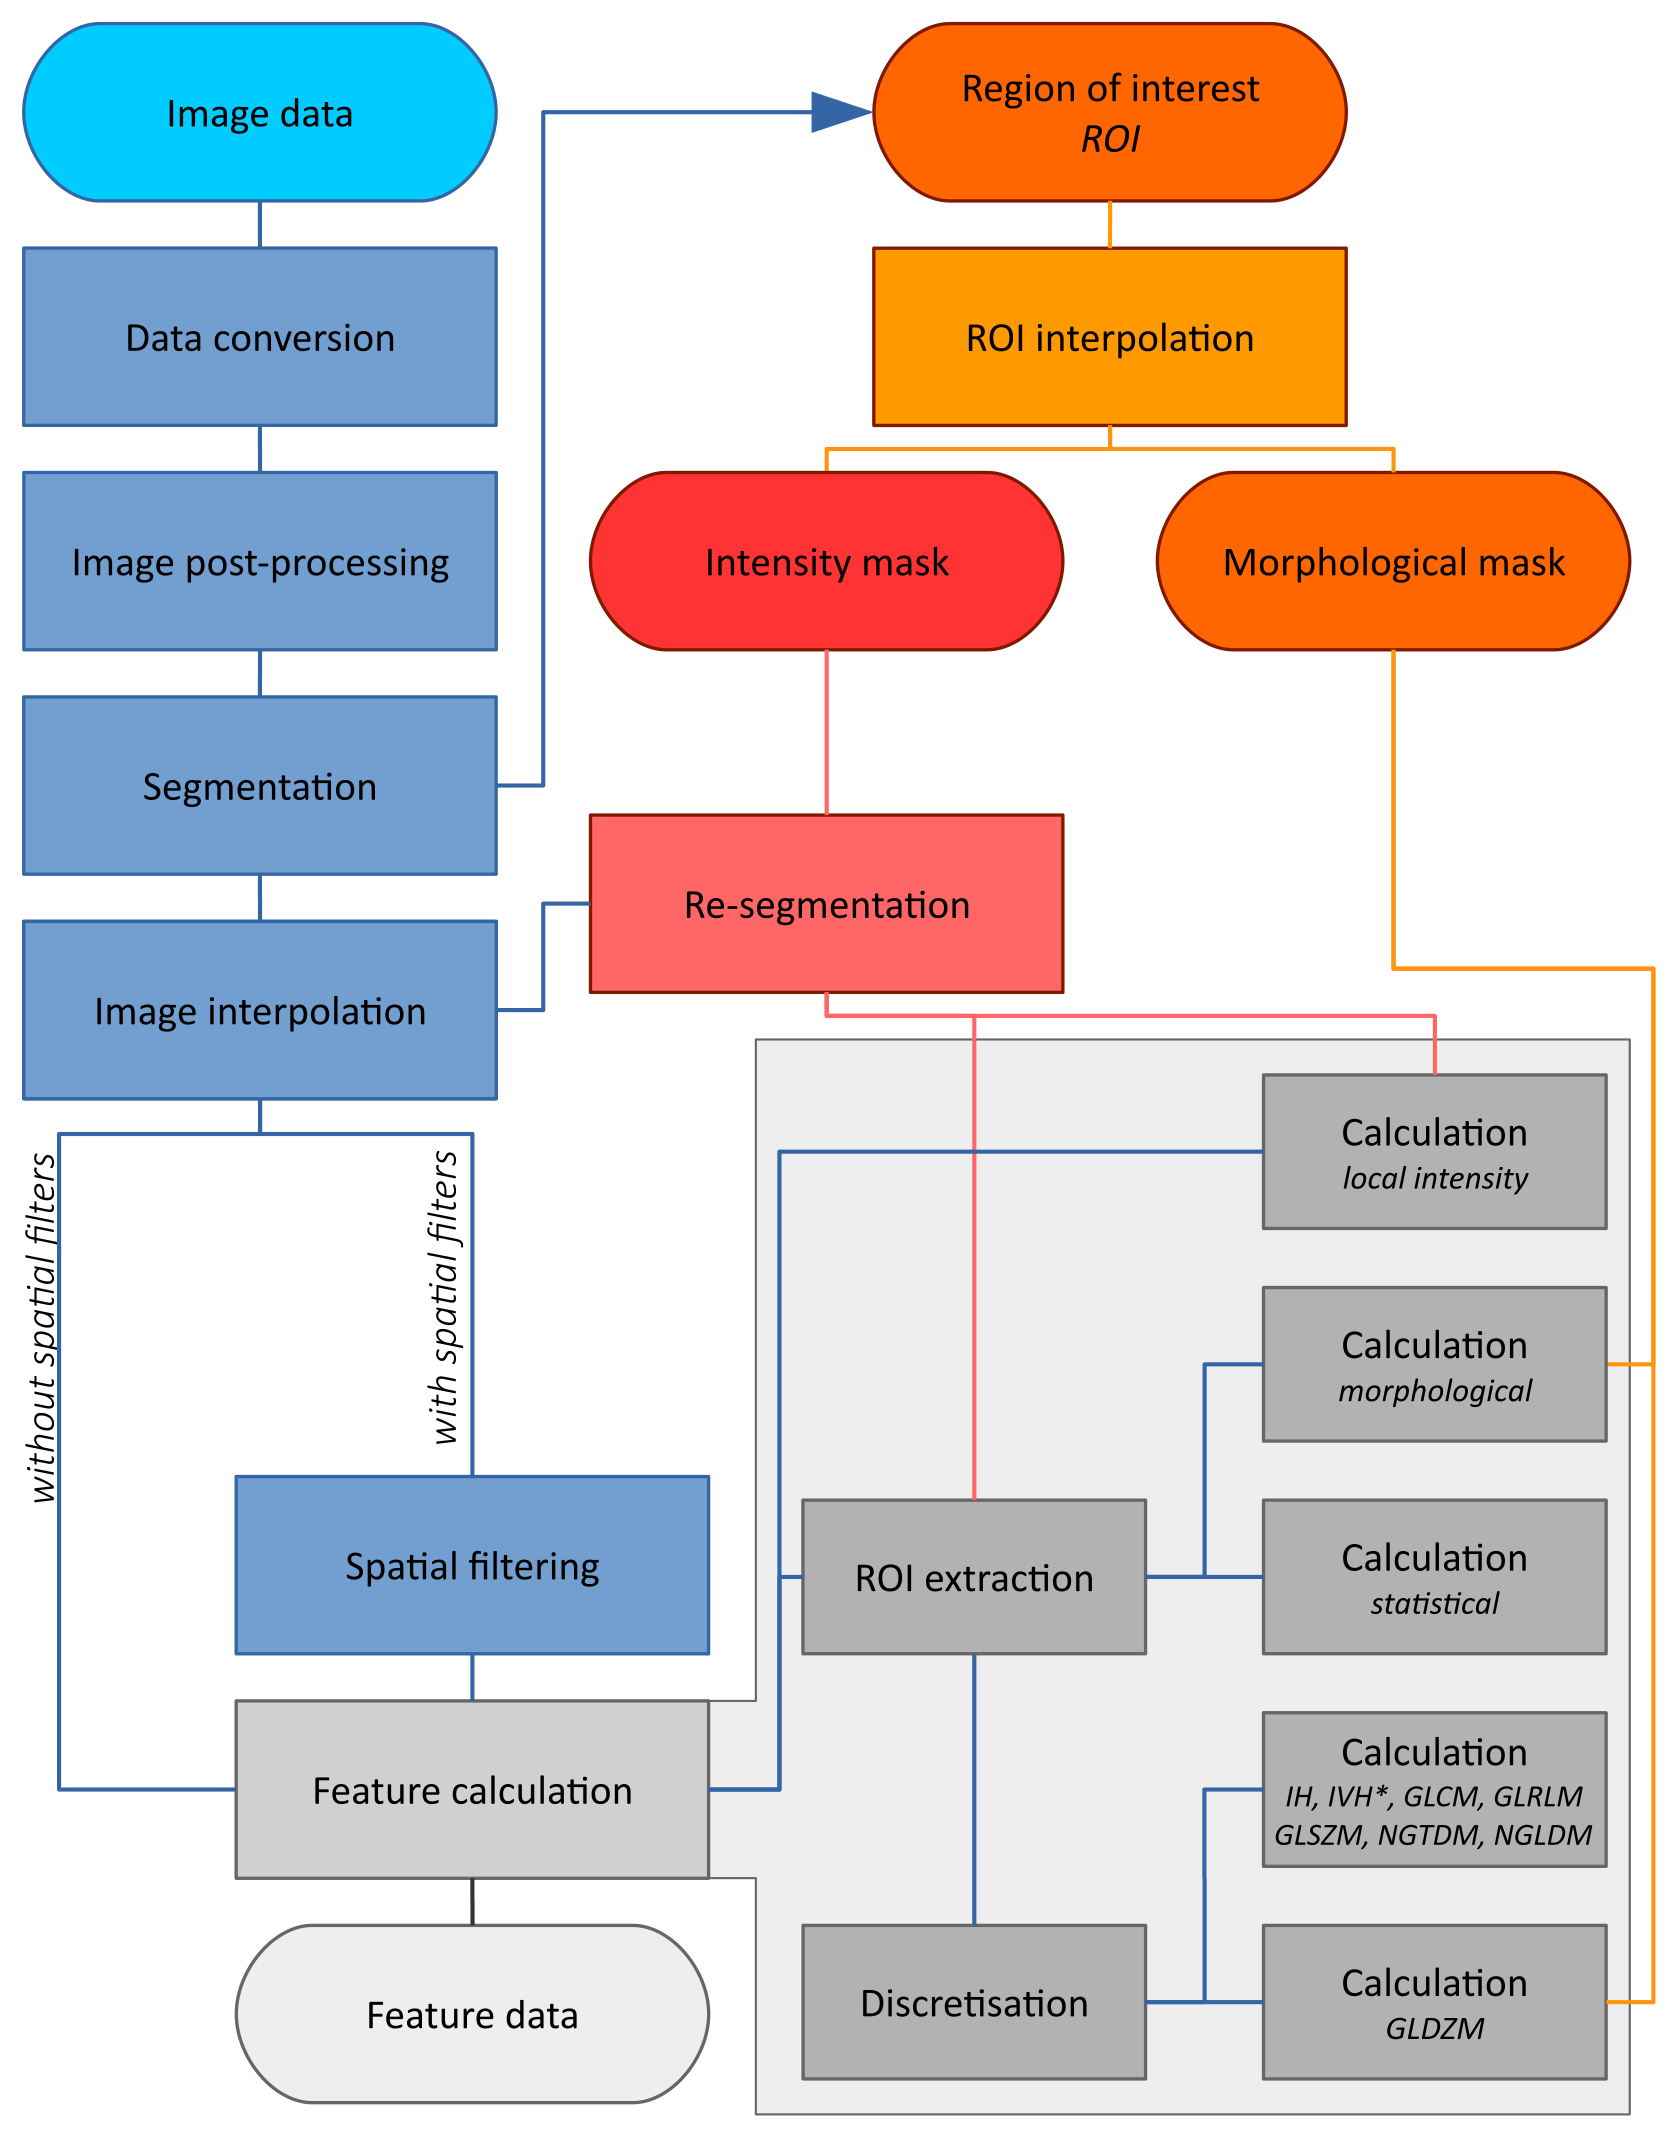 Image data
Region of interest
ROI
Data conversion
ROI interpolation
Image post-processing
Intensity mask
Morphological mask
Segmentation
Re-segmentation
Image interpolation
without spatial filters
with spatial filters
Calculation
local intensity
Calculation
morphological
Spatial filtering
ROI extraction
Calculation
statistical
Feature calculation
Calculation
IH, IVH*, GLCM, GLRLM
GLSZM, NGTDM, NGLDM
Feature data
Discretisation
Calculation
GLDZM